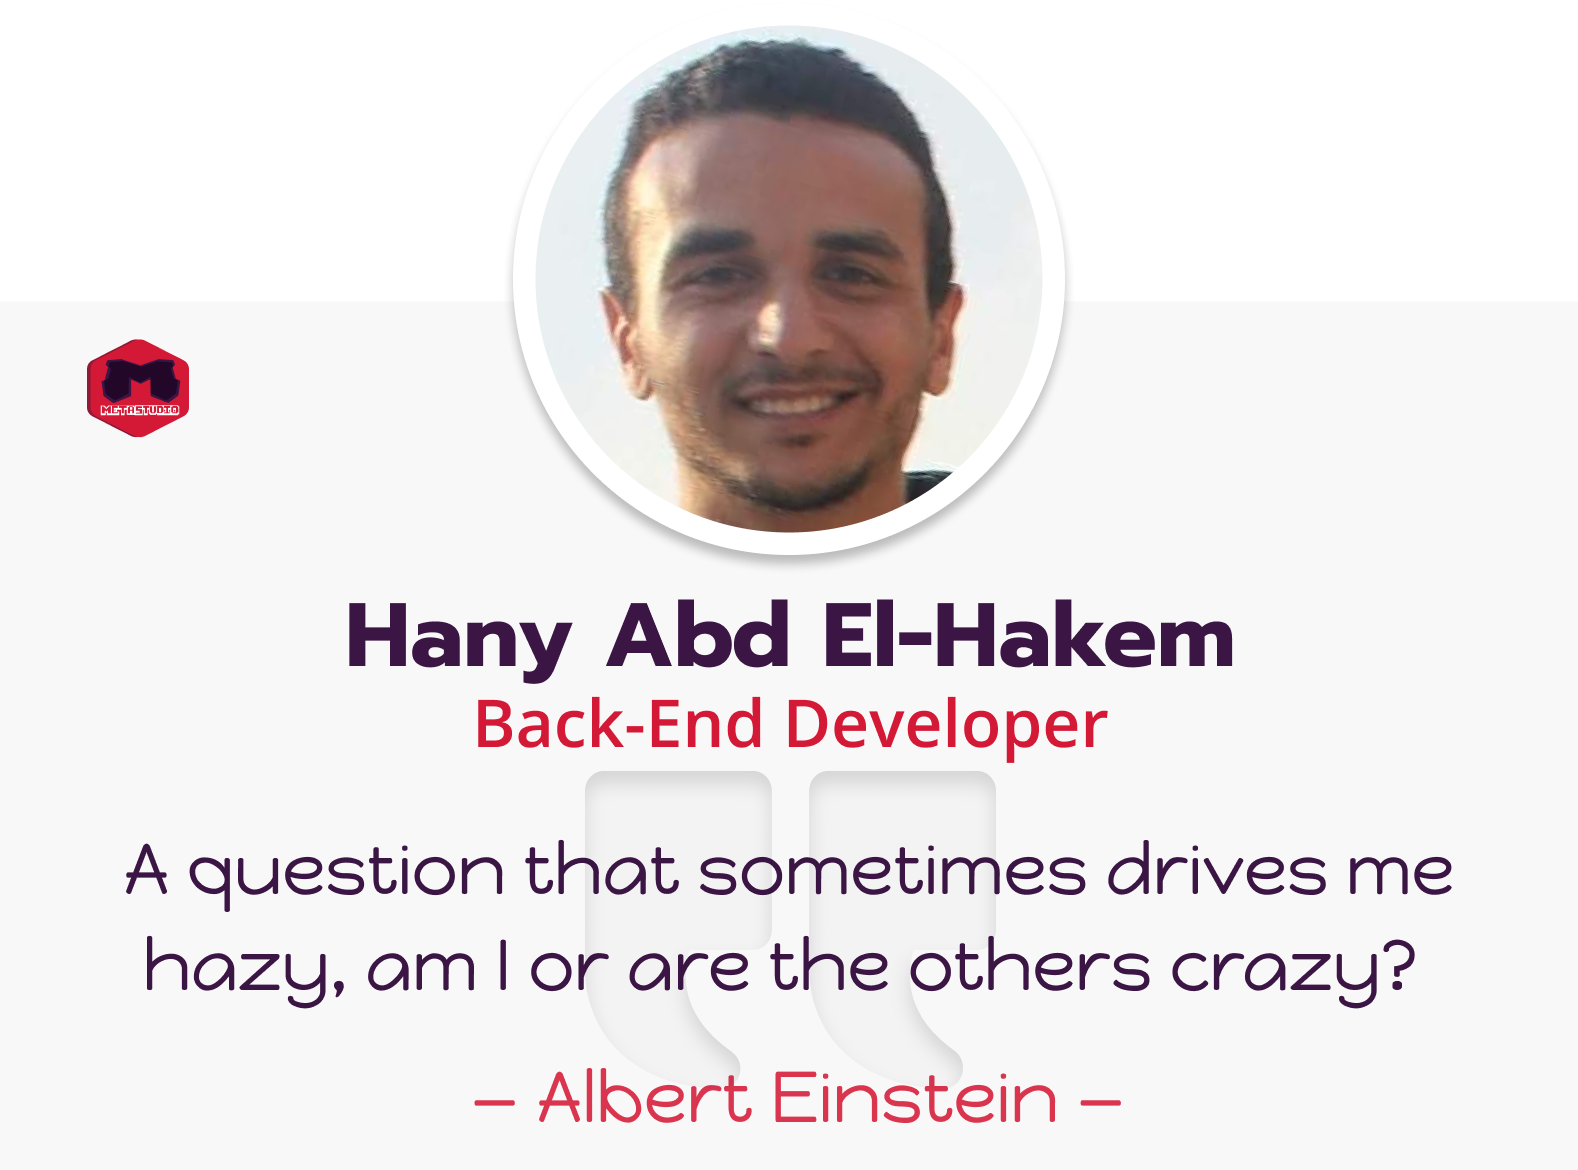 METASTUDIO
Hany Abd El-Hakem
Back-End Developer
A question that sometimes drives me
hazy, am I or are the others crazy?
– Albert Einstein –